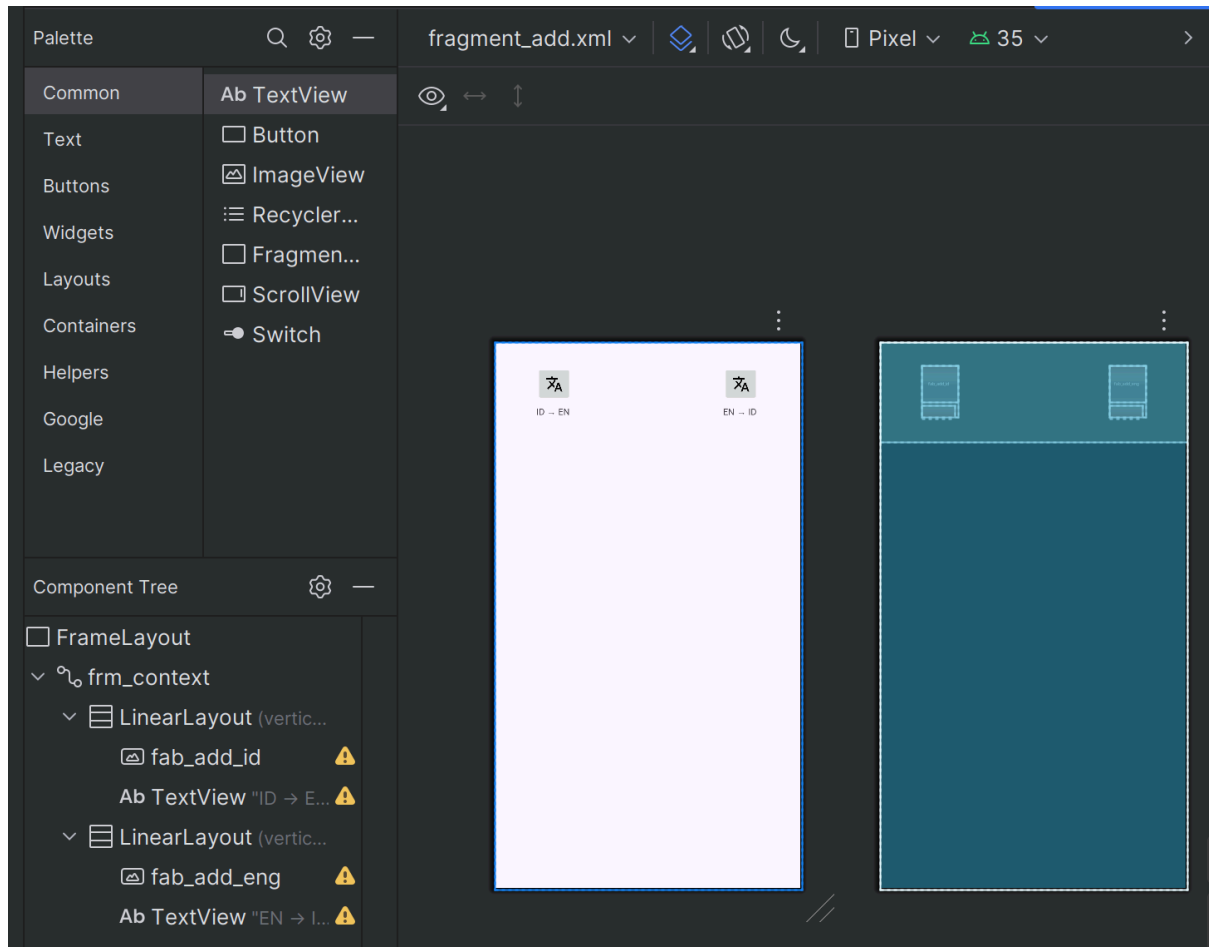 Palette
fragment_add.xml
Pixel
35
Common
Text
Buttons
Widgets
Layouts
Containers
Helpers
Google
Legacy
Ab TextView
Button
ImageView
Recycler...
Fragmen...
ScrollView
Switch
ID → EN
EN → ID
Component Tree
FrameLayout
frm_context
LinearLayout (vertic...
fab_add_id
Ab TextView "ID → E...
LinearLayout (vertic...
fab_add_eng
Ab TextView "EN → I...